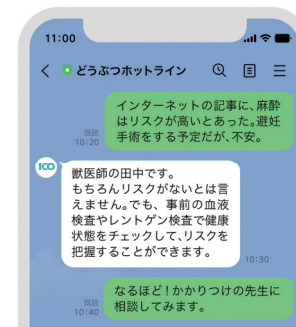 11:00
どうぶつホットライン
インターネットの記事に、麻酔
はリスクが高いとあった。避妊
手術をする予定だが、不安。
既読
10:20
ICO
獣医師の田中です。
もちろんリスクがないとは言
えません。でも、事前の血液
検査やレントゲン検査で健康
状態をチェックして、リスクを
把握することができます。
10:30
なるほど！かかりつけの先生に
相談してみます。
既読
10:40